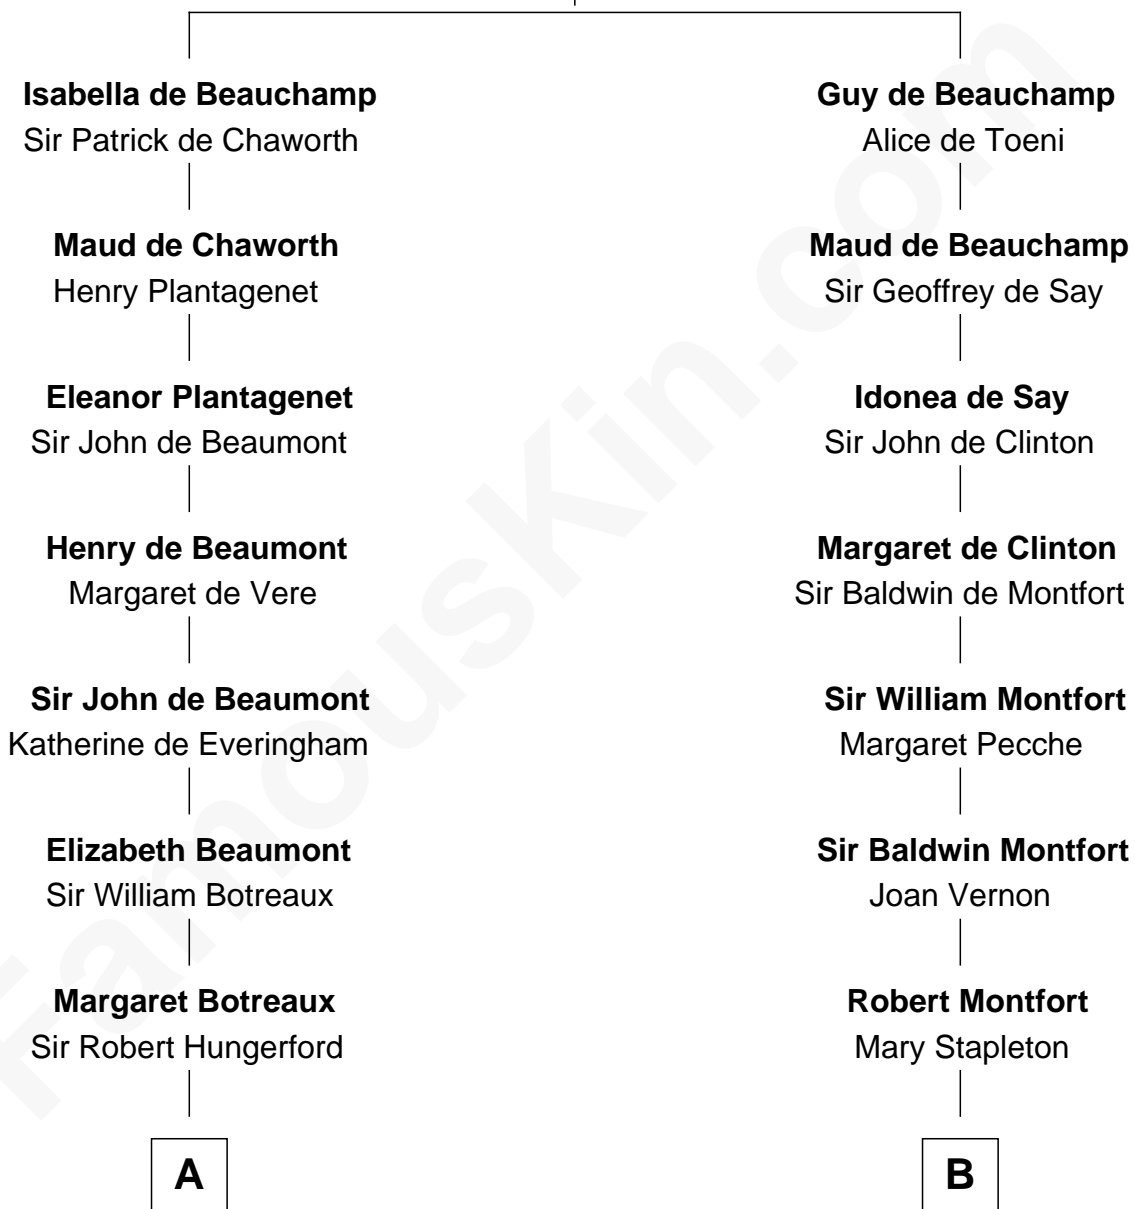 Isabella de Beauchamp
Sir Patrick de Chaworth
Maud de Chaworth
Henry Plantagenet
Eleanor Plantagenet
Sir John de Beaumont
Henry de Beaumont
Margaret de Vere
Sir John de Beaumont
Katherine de Everingham
Elizabeth Beaumont
Sir William Botreaux
Margaret Botreaux
Sir Robert Hungerford
A
Guy de Beauchamp
Alice de Toeni
Maud de Beauchamp
Sir Geoffrey de Say
Idonea de Say
Sir John de Clinton
Margaret de Clinton
Sir Baldwin de Montfort
Sir William Montfort
Margaret Pecche
Sir Baldwin Montfort
Joan Vernon
Robert Montfort
Mary Stapleton
B
FamousKin.com